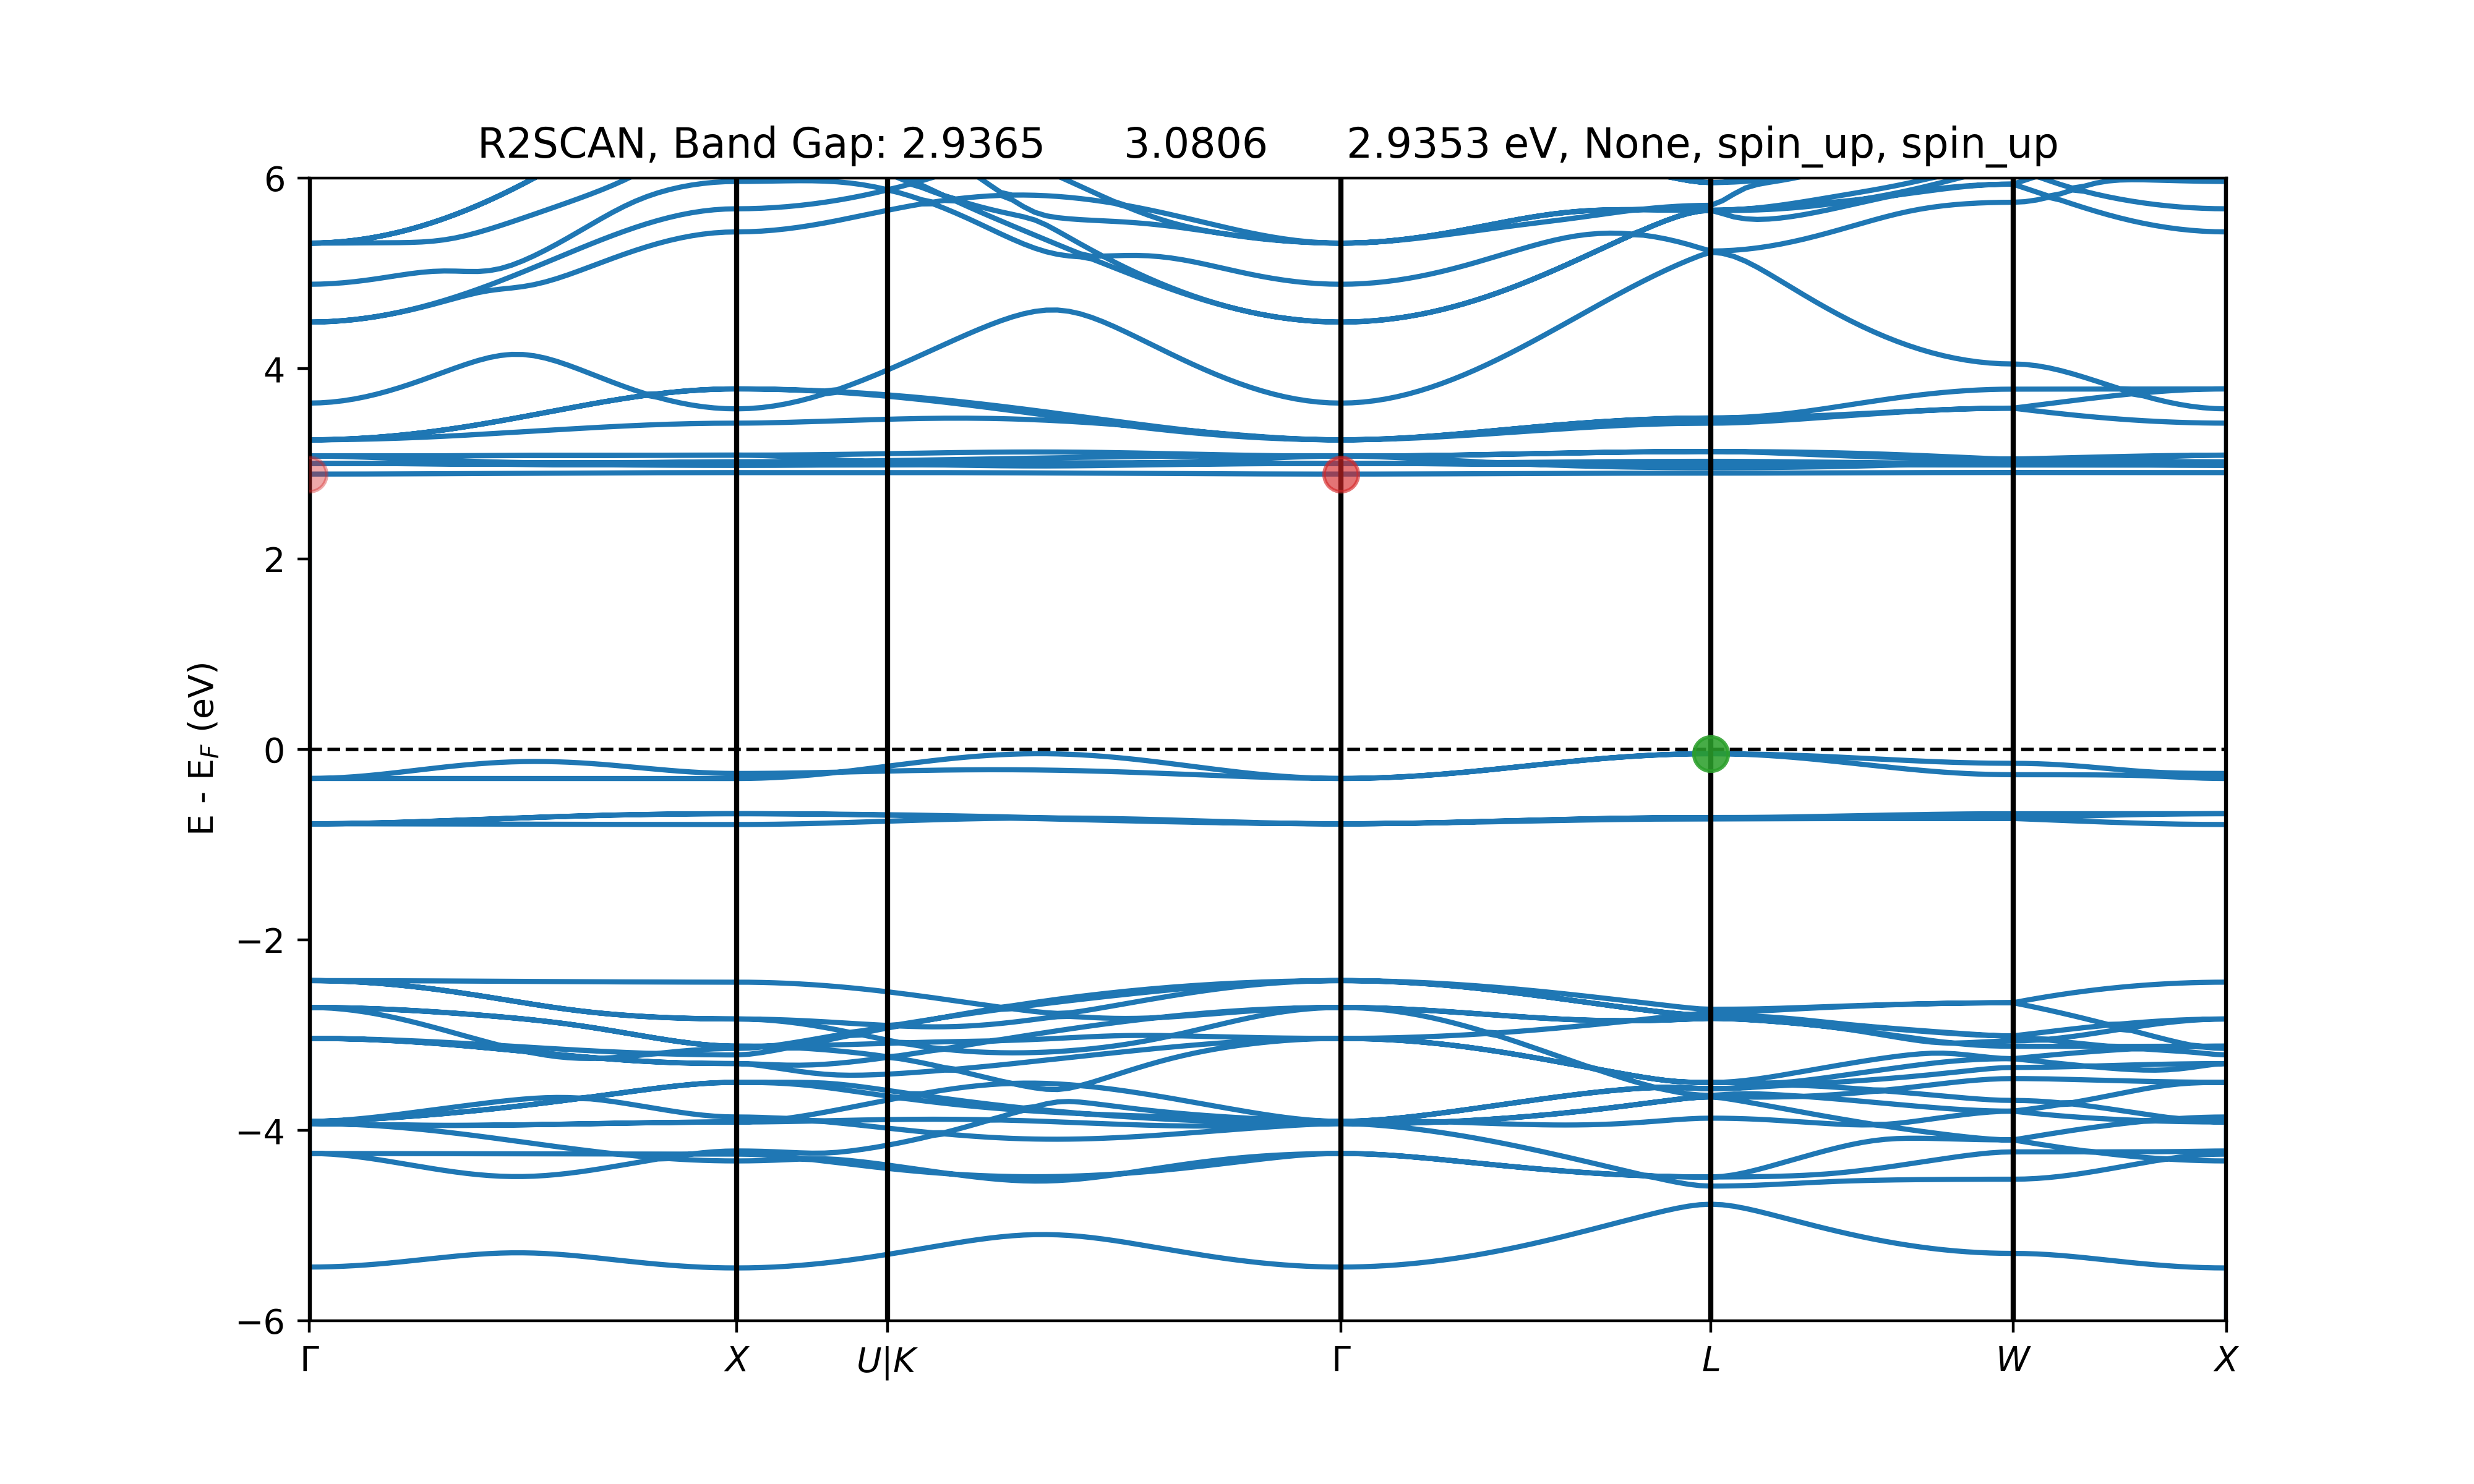 R2SCAN, Band Gap: 2.9365 3.0806 2.9353 eV, None, spin_up, spin_up
6
4
2
0
−2
−4
−6
E - E_F (eV)
Γ X U|K Γ L W X